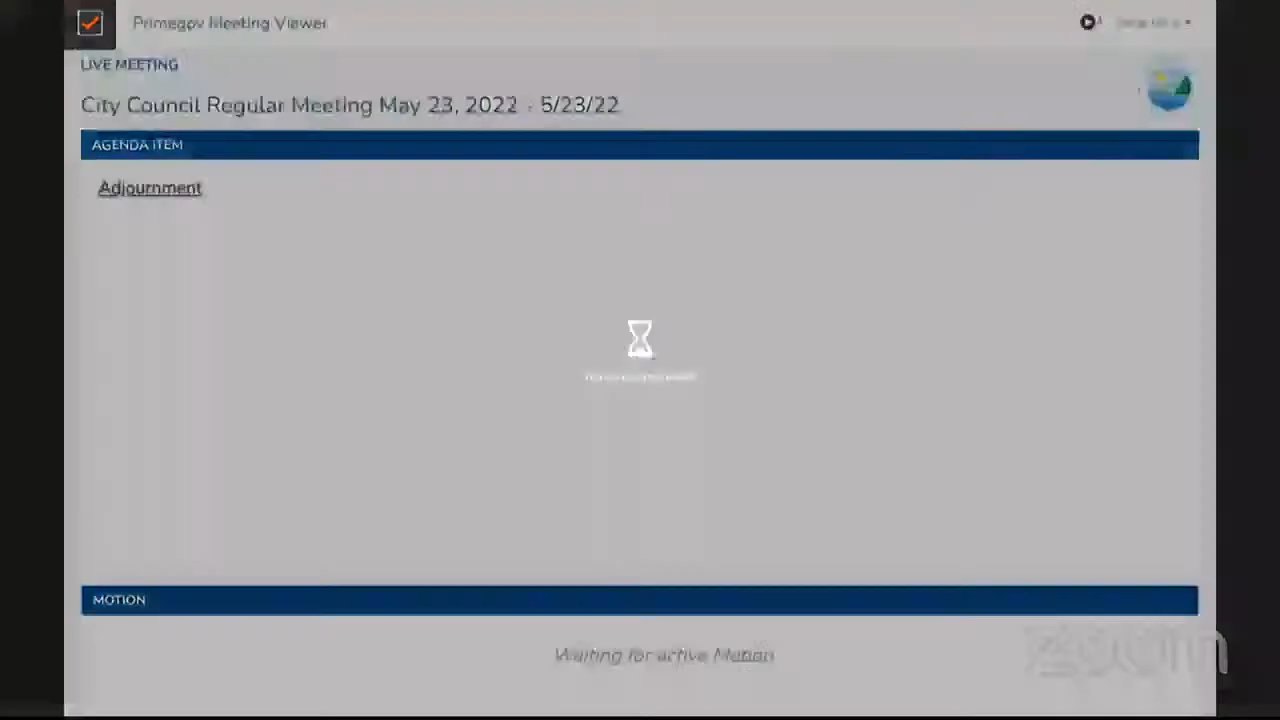 Primegov Meeting Viewer
LIVE MEETING
City Council Regular Meeting May 23, 2022 - 5/23/22
AGENDA ITEM
Adjournment
MOTION
Waiting for active Motion
zoom